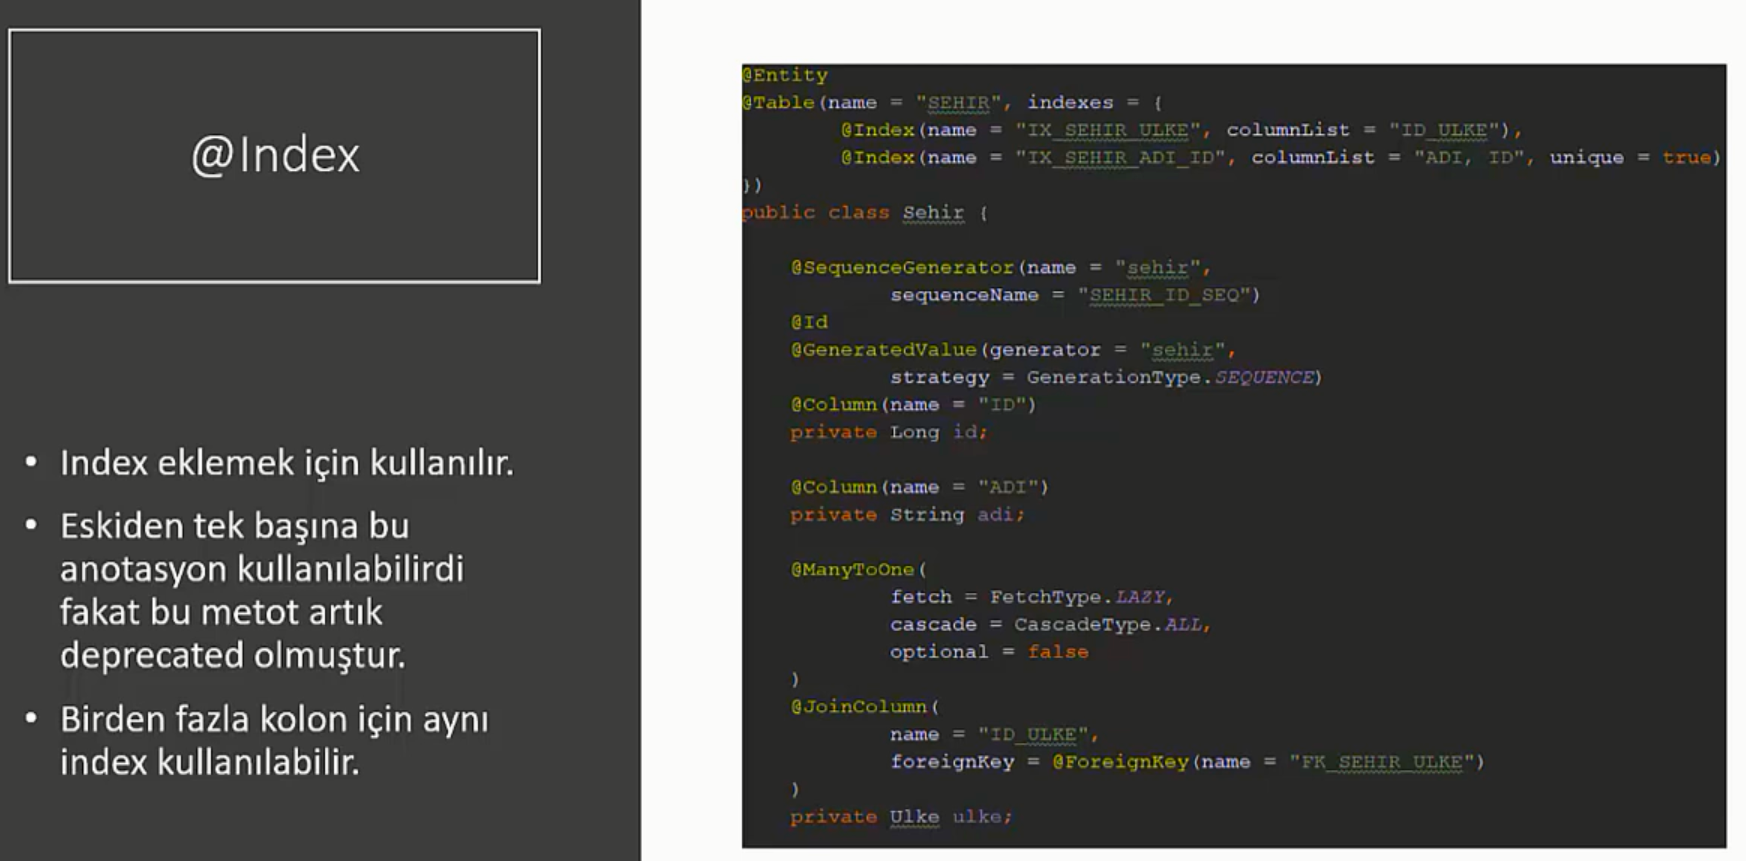 @Index
• Index eklemek için kullanılır.
• Eskiden tek başına bu
anotasyon kullanılabilirdi
fakat bu metot artık
deprecated olmuştur.
• Birden fazla kolon için aynı
index kullanılabilir.
@Entity
@Table(name = "SEHIR", indexes = {
@Index(name = "IX_SEHIR_ULKE", columnList = "ID_ULKE"),
@Index(name = "IX_SEHIR_ADI_ID", columnList = "ADI, ID", unique = true)
})
public class Sehir {
@SequenceGenerator(name = "sehir",
sequenceName = "SEHIR_ID_SEQ")
@Id
@GeneratedValue(generator = "sehir",
strategy = GenerationType.SEQUENCE)
@Column(name = "ID")
private Long id;
@Column(name = "ADI")
private String adi;
@ManyToOne(
fetch = FetchType.LAZY,
cascade = CascadeType.ALL,
optional = false
)
@JoinColumn(
name = "ID_ULKE",
foreignKey = @ForeignKey(name = "FK_SEHIR_ULKE")
)
private Ulke ulke;